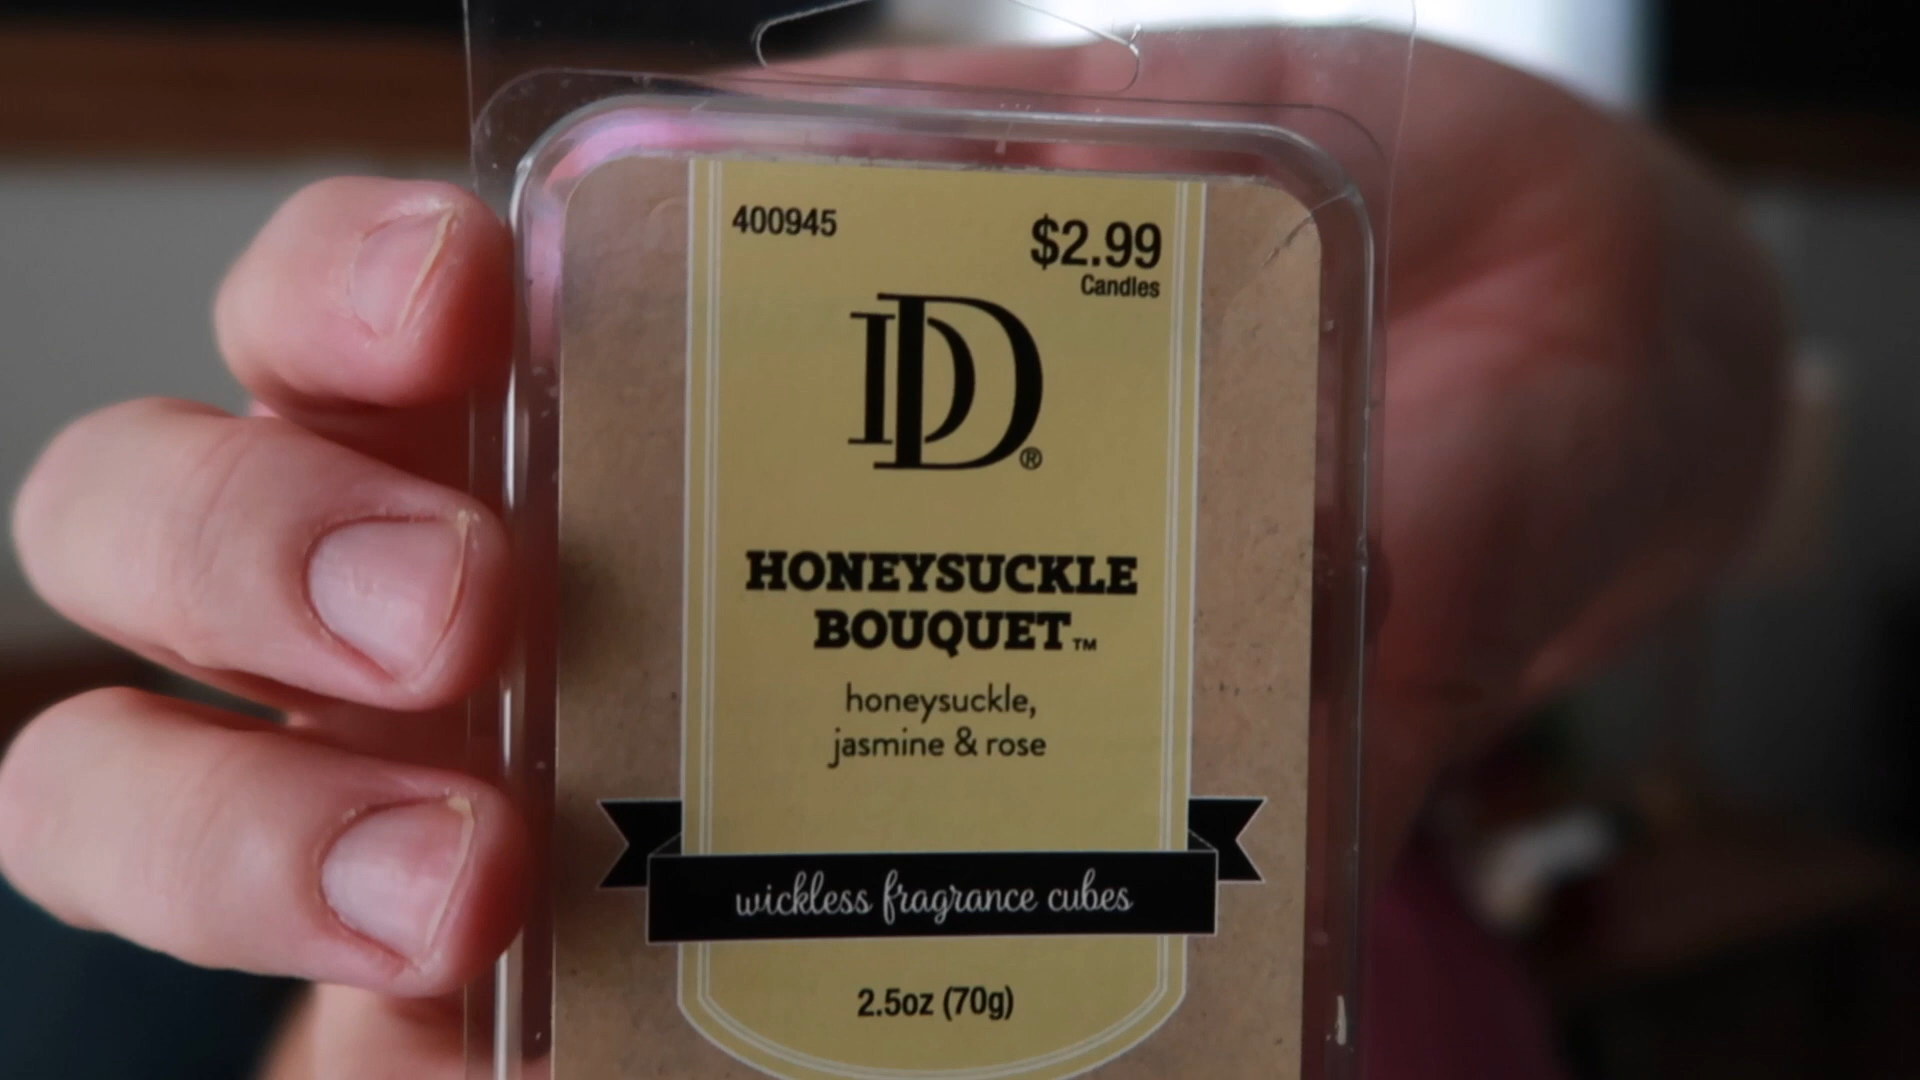 400945
$2.99
Candles
DD®
HONEYSUCKLE
BOUQUET™
honeysuckle,
jasmine & rose
wickless fragrance cubes
2.5oz (70g)